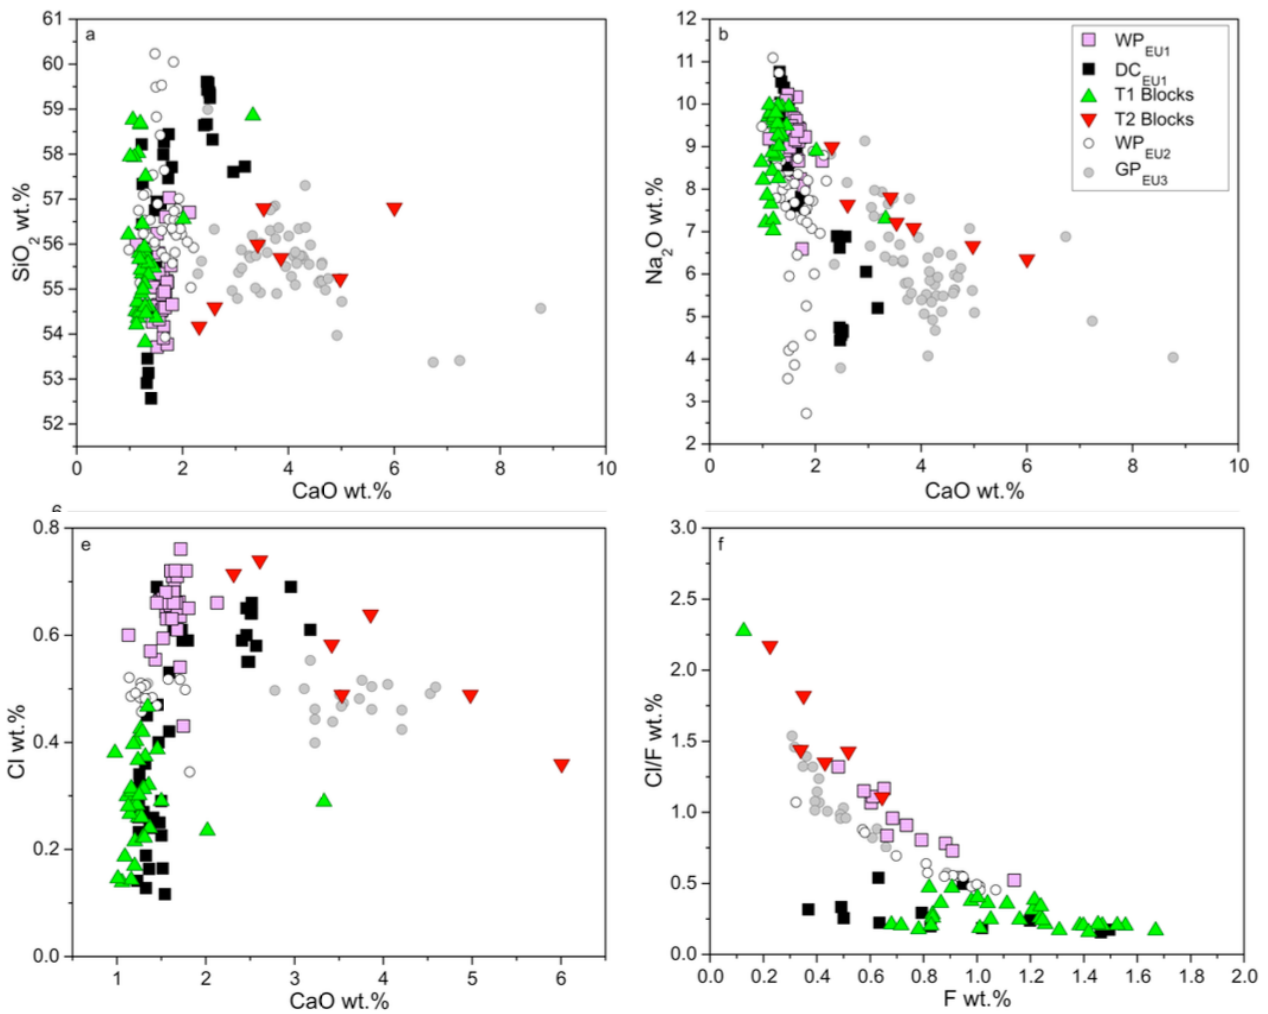 a
61
60
59
58
57
56
55
54
53
52
SiO2 wt.%
0 2 4 6 8 10
CaO wt.%
b
12
11
10
9
8
7
6
5
4
3
2
Na2O wt.%
0 2 4 6 8 10
CaO wt.%
WPEU1
DCEU1
T1 Blocks
T2 Blocks
WPEU2
GPEU3
e
0.8
0.6
0.4
0.2
0.0
Cl wt.%
1 2 3 4 5 6
CaO wt.%
f
3.0
2.5
2.0
1.5
1.0
0.5
0.0
Cl/F wt.%
0.0 0.2 0.4 0.6 0.8 1.0 1.2 1.4 1.6 1.8 2.0
F wt.%